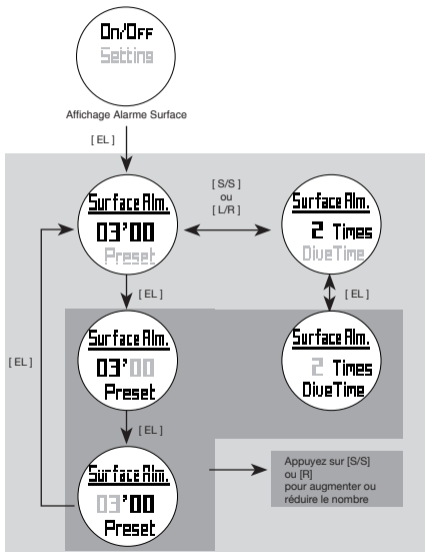 On/Off
Setting
Affichage Alarme Surface
[ EL ]
Surface Alm.
03'00
Preset
[ S/S ]
ou
[ L/R ]
Surface Alm.
2 Times
DiveTime
[ EL ]
[ EL ]
Surface Alm.
03'00
Preset
Surface Alm.
2 Times
DiveTime
[ EL ]
[ EL ]
Surface Alm.
03'00
Preset
Appuyez sur [S/S]
ou [R]
pour augmenter ou
réduire le nombre